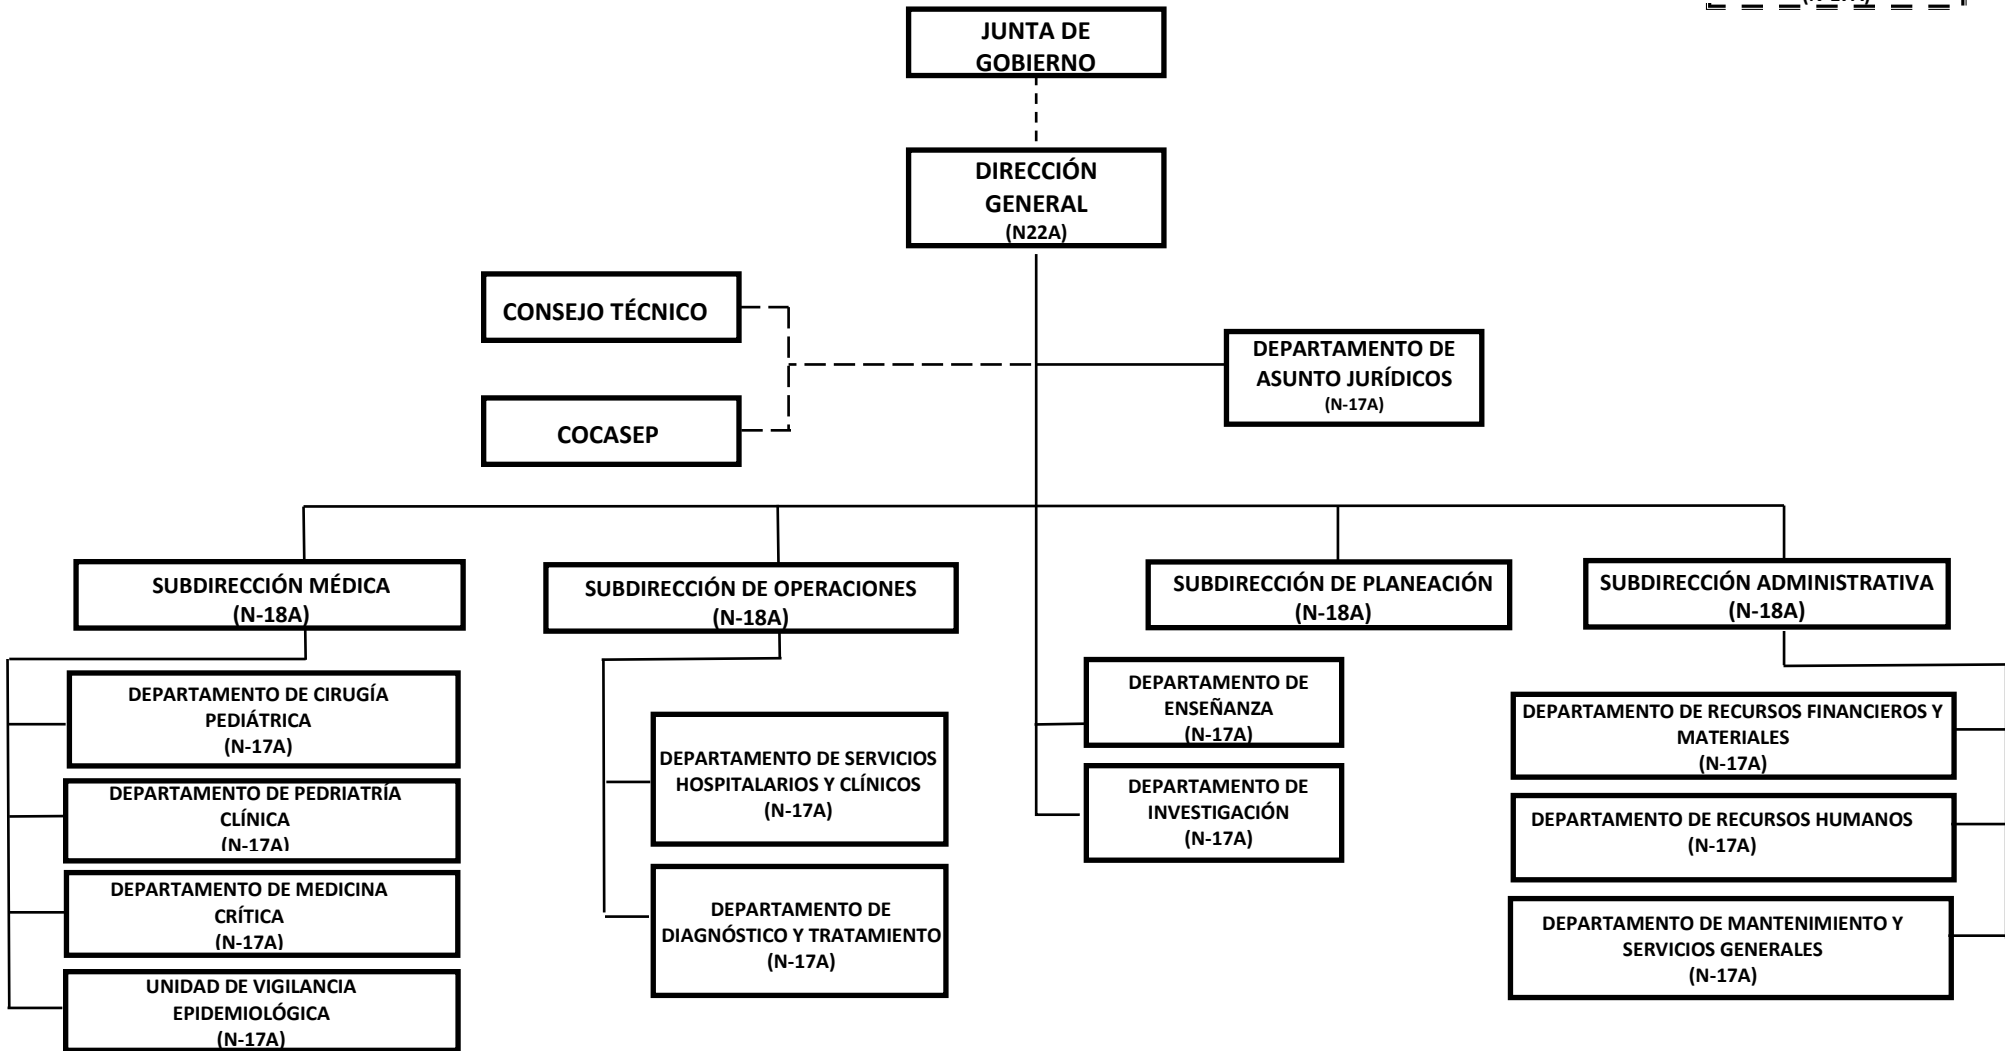 JUNTA DE
GOBIERNO
DIRECCIÓN
GENERAL
(N22A)
CONSEJO TÉCNICO
COCASEP
DEPARTAMENTO DE
ASUNTO JURÍDICOS
(N-17A)
SUBDIRECCIÓN MÉDICA
(N-18A)
DEPARTAMENTO DE CIRUGÍA
PEDIÁTRICA
(N-17A)
DEPARTAMENTO DE PEDRIATRÍA
CLÍNICA
(N-17A)
DEPARTAMENTO DE MEDICINA
CRÍTICA
(N-17A)
UNIDAD DE VIGILANCIA
EPIDEMIOLÓGICA
(N-17A)
SUBDIRECCIÓN DE OPERACIONES
(N-18A)
DEPARTAMENTO DE SERVICIOS
HOSPITALARIOS Y CLÍNICOS
(N-17A)
DEPARTAMENTO DE
DIAGNÓSTICO Y TRATAMIENTO
(N-17A)
SUBDIRECCIÓN DE PLANEACIÓN
(N-18A)
DEPARTAMENTO DE
ENSEÑANZA
(N-17A)
DEPARTAMENTO DE
INVESTIGACIÓN
(N-17A)
SUBDIRECCIÓN ADMINISTRATIVA
(N-18A)
DEPARTAMENTO DE RECURSOS FINANCIEROS Y
MATERIALES
(N-17A)
DEPARTAMENTO DE RECURSOS HUMANOS
(N-17A)
DEPARTAMENTO DE MANTENIMIENTO Y
SERVICIOS GENERALES
(N-17A)